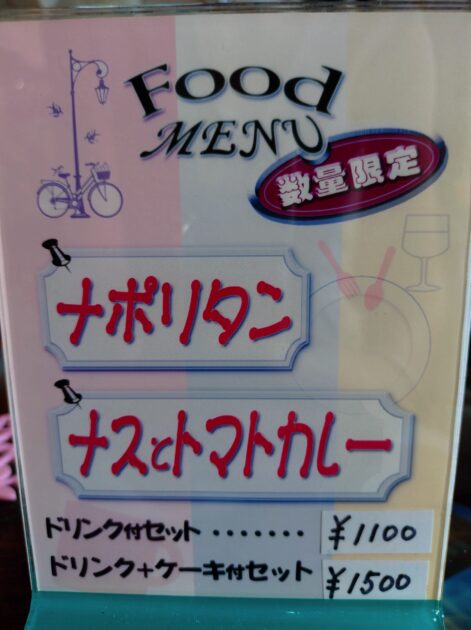 Food
MENU
数量限定
ナポリタン
ナスとトマトカレー
ドリンク付セット ・・・・・・・ ¥1100
ドリンク+ケーキ付セット ¥1500